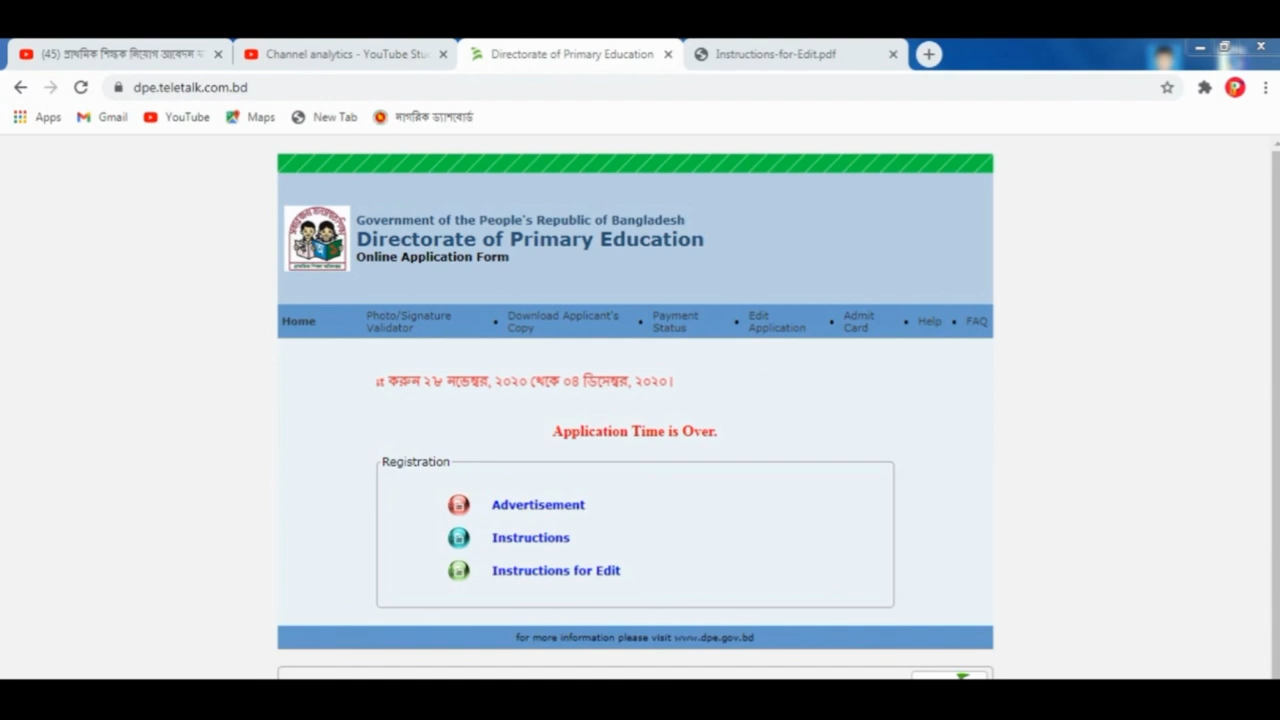 (45) প্রাথমিক শিক্ষক নিয়োগ আবেদন
Channel analytics - YouTube Stu
Directorate of Primary Education
Instructions-for-Edit.pdf
dpe.teletalk.com.bd
Apps
Gmail
YouTube
Maps
New Tab
নাগরিক ড্যাশবোর্ড
Government of the People's Republic of Bangladesh
Directorate of Primary Education
Online Application Form
Home
Photo/Signature
Validator
Download Applicant's
Copy
Payment
Status
Edit
Application
Admit
Card
Help
FAQ
করুন ২৮ নভেম্বর, ২০২০ থেকে ০৪ ডিসেম্বর, ২০২০।
Application Time is Over.
Registration
Advertisement
Instructions
Instructions for Edit
for more information please visit www.dpe.gov.bd